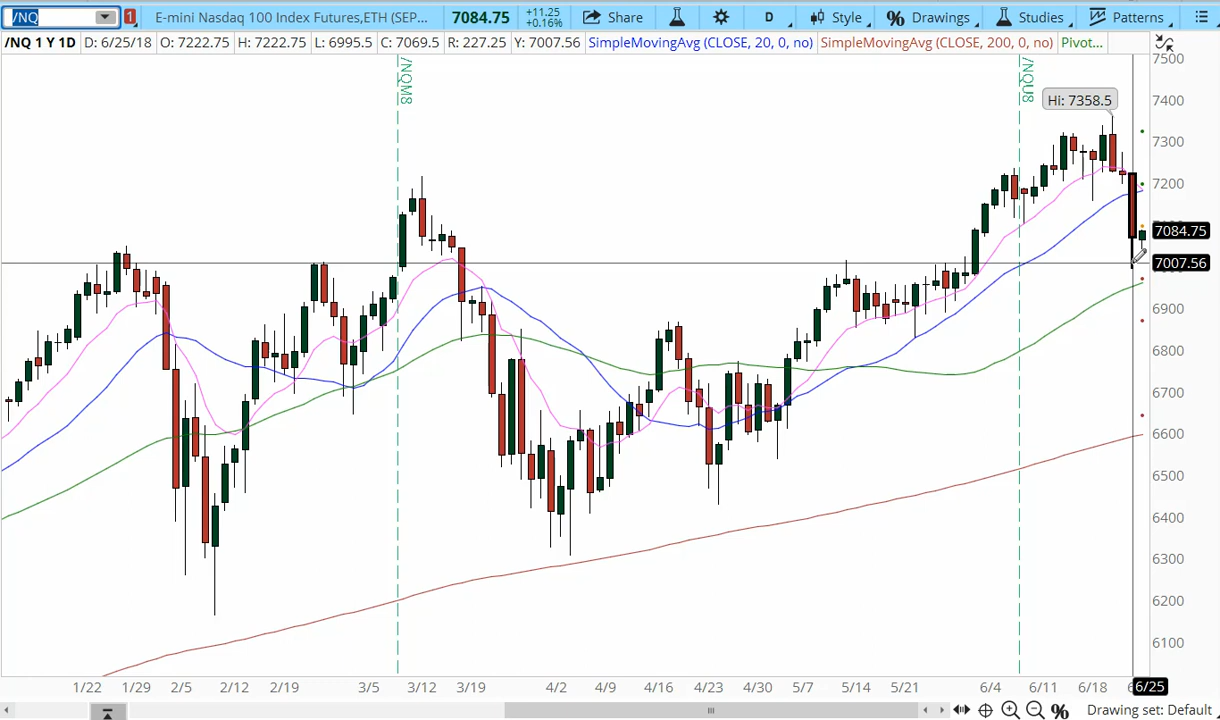 /NQ 1 E-mini Nasdaq 100 Index Futures,ETH (SEP... 7084.75 +11.25 +0.16% Share D Style % Drawings Studies Patterns
/NQ 1 Y 1D D: 6/25/18 O: 7222.75 H: 7222.75 L: 6995.5 C: 7069.5 R: 227.25 Y: 7007.56 SimpleMovingAvg (CLOSE, 20, 0, no) SimpleMovingAvg (CLOSE, 200, 0, no) Pivot...
/NQM8
/NQU8
Hi: 7358.5
7500
7400
7300
7200
7084.75
7007.56
6900
6800
6700
6600
6500
6400
6300
6200
6100
1/22 1/29 2/5 2/12 2/19 3/5 3/12 3/19 4/2 4/9 4/16 4/23 4/30 5/7 5/14 5/21 6/4 6/11 6/18 6/25
% Drawing set: Default